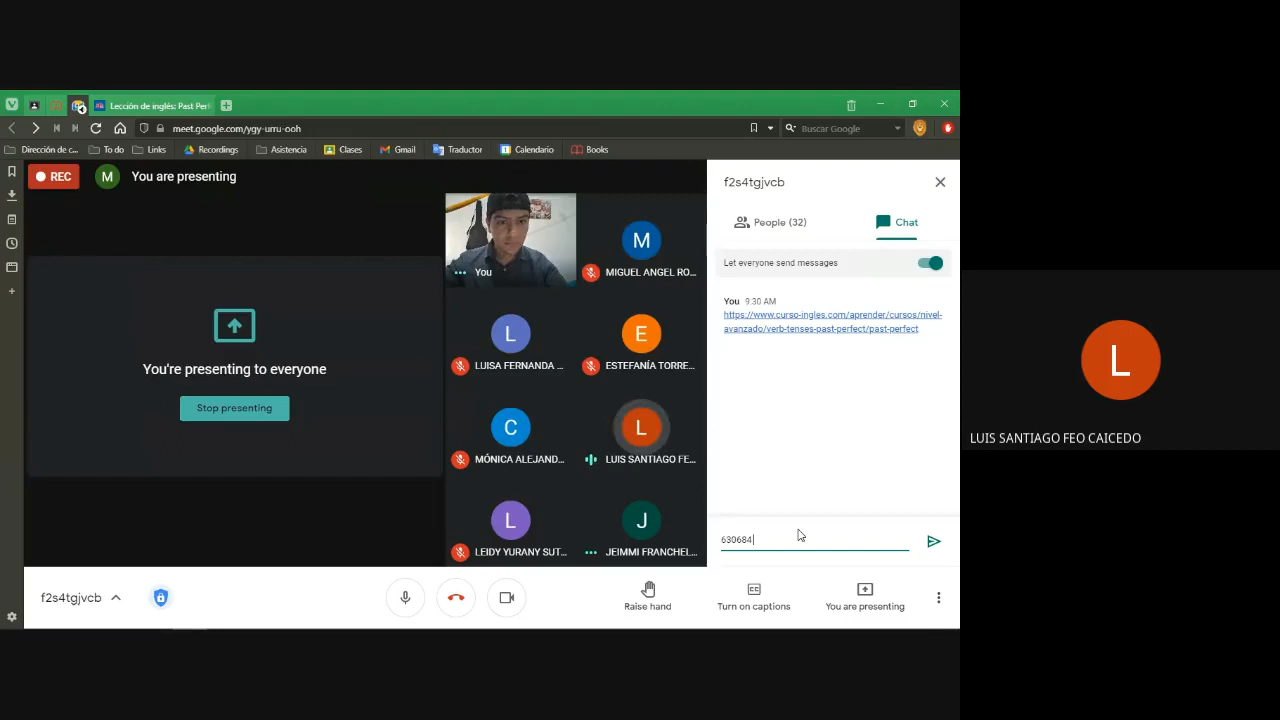 Lección de inglés: Past Per
meet.google.com/ygy-urru-ooh
Buscar Google
Dirección de c...
To do
Links
Recordings
Asistencia
Clases
Gmail
Traductor
Calendario
Books
REC
M
You are presenting
f2s4tgjvcb
People (32)
Chat
Let everyone send messages
You 9:30 AM
https://www.curso-ingles.com/aprender/cursos/nivel-
avanzado/verb-tenses-past-perfect/past-perfect
You
M
MIGUEL ANGEL RO...
You're presenting to everyone
Stop presenting
L
LUISA FERNANDA ...
E
ESTEFANÍA TORRE...
C
MÓNICA ALEJAND...
L
LUIS SANTIAGO FE...
L
LEIDY YURANY SUT...
J
JEIMMI FRANCHEL...
630684
f2s4tgjvcb
Raise hand
Turn on captions
You are presenting
L
LUIS SANTIAGO FEO CAICEDO